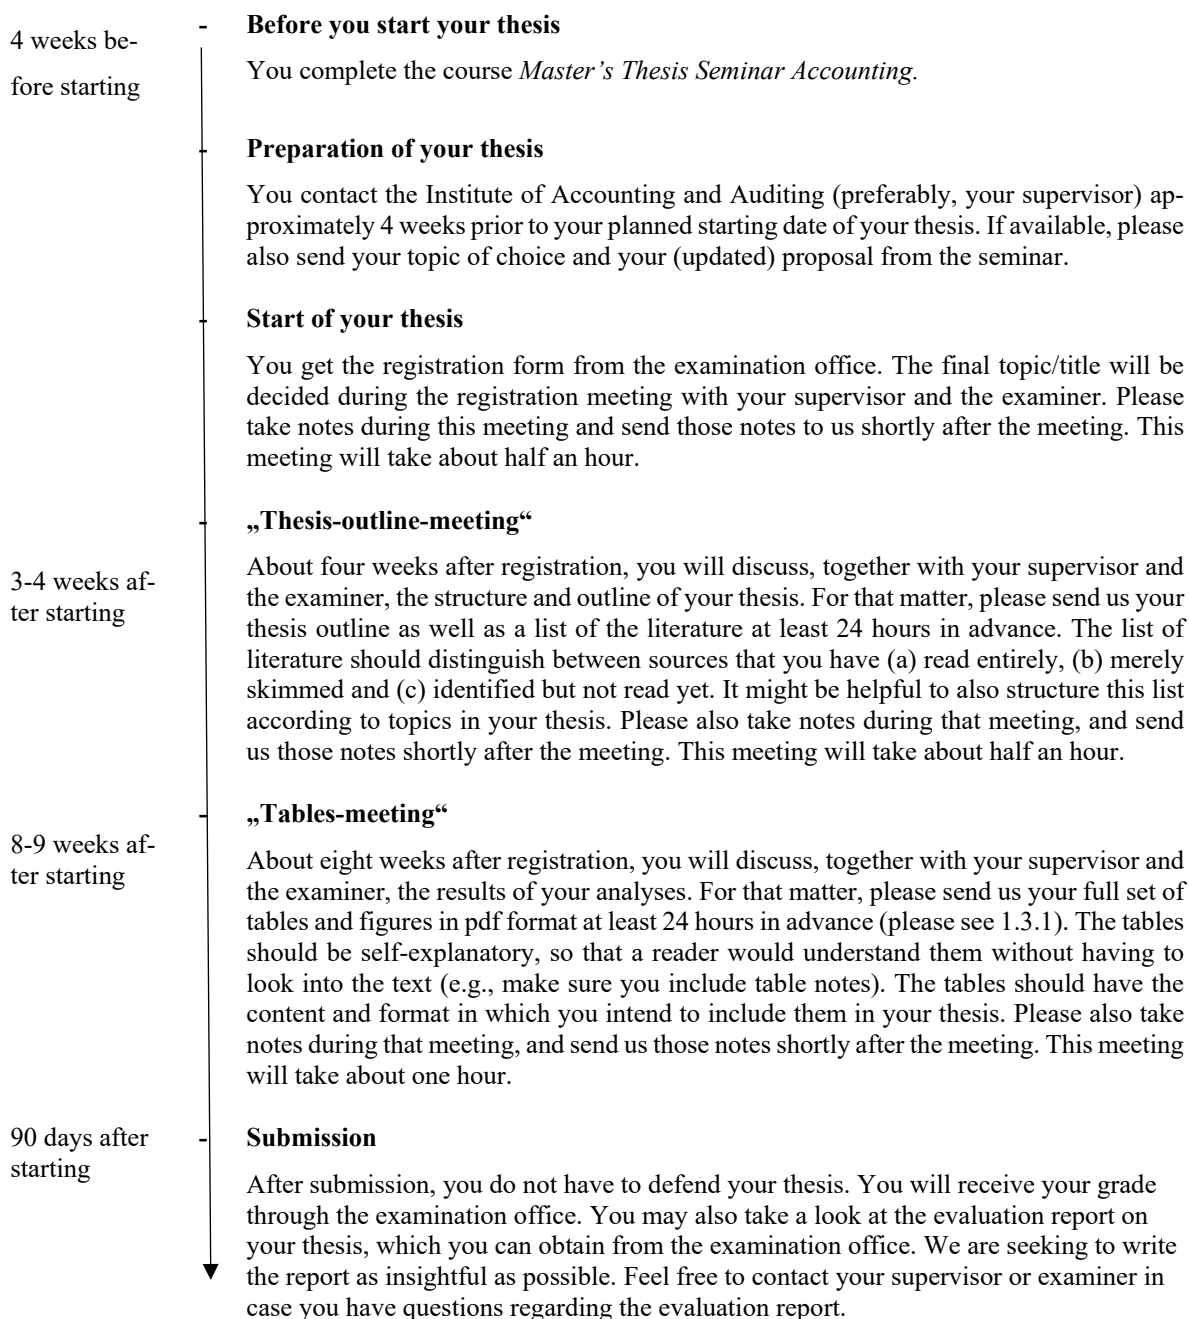 4 weeks be-
fore starting
- Before you start your thesis
You complete the course Master’s Thesis Seminar Accounting.
- Preparation of your thesis
You contact the Institute of Accounting and Auditing (preferably, your supervisor) ap-
proximately 4 weeks prior to your planned starting date of your thesis. If available, please
also send your topic of choice and your (updated) proposal from the seminar.
- Start of your thesis
You get the registration form from the examination office. The final topic/title will be
decided during the registration meeting with your supervisor and the examiner. Please
take notes during this meeting and send those notes to us shortly after the meeting. This
meeting will take about half an hour.
- „Thesis-outline-meeting“
3-4 weeks af-
ter starting
About four weeks after registration, you will discuss, together with your supervisor and
the examiner, the structure and outline of your thesis. For that matter, please send us your
thesis outline as well as a list of the literature at least 24 hours in advance. The list of
literature should distinguish between sources that you have (a) read entirely, (b) merely
skimmed and (c) identified but not read yet. It might be helpful to also structure this list
according to topics in your thesis. Please also take notes during that meeting, and send
us those notes shortly after the meeting. This meeting will take about half an hour.
- „Tables-meeting“
8-9 weeks af-
ter starting
About eight weeks after registration, you will discuss, together with your supervisor and
the examiner, the results of your analyses. For that matter, please send us your full set of
tables and figures in pdf format at least 24 hours in advance (please see 1.3.1). The tables
should be self-explanatory, so that a reader would understand them without having to
look into the text (e.g., make sure you include table notes). The tables should have the
content and format in which you intend to include them in your thesis. Please also take
notes during that meeting, and send us those notes shortly after the meeting. This meeting
will take about one hour.
90 days after
starting
- Submission
After submission, you do not have to defend your thesis. You will receive your grade
through the examination office. You may also take a look at the evaluation report on
your thesis, which you can obtain from the examination office. We are seeking to write
the report as insightful as possible. Feel free to contact your supervisor or examiner in
case you have questions regarding the evaluation report.